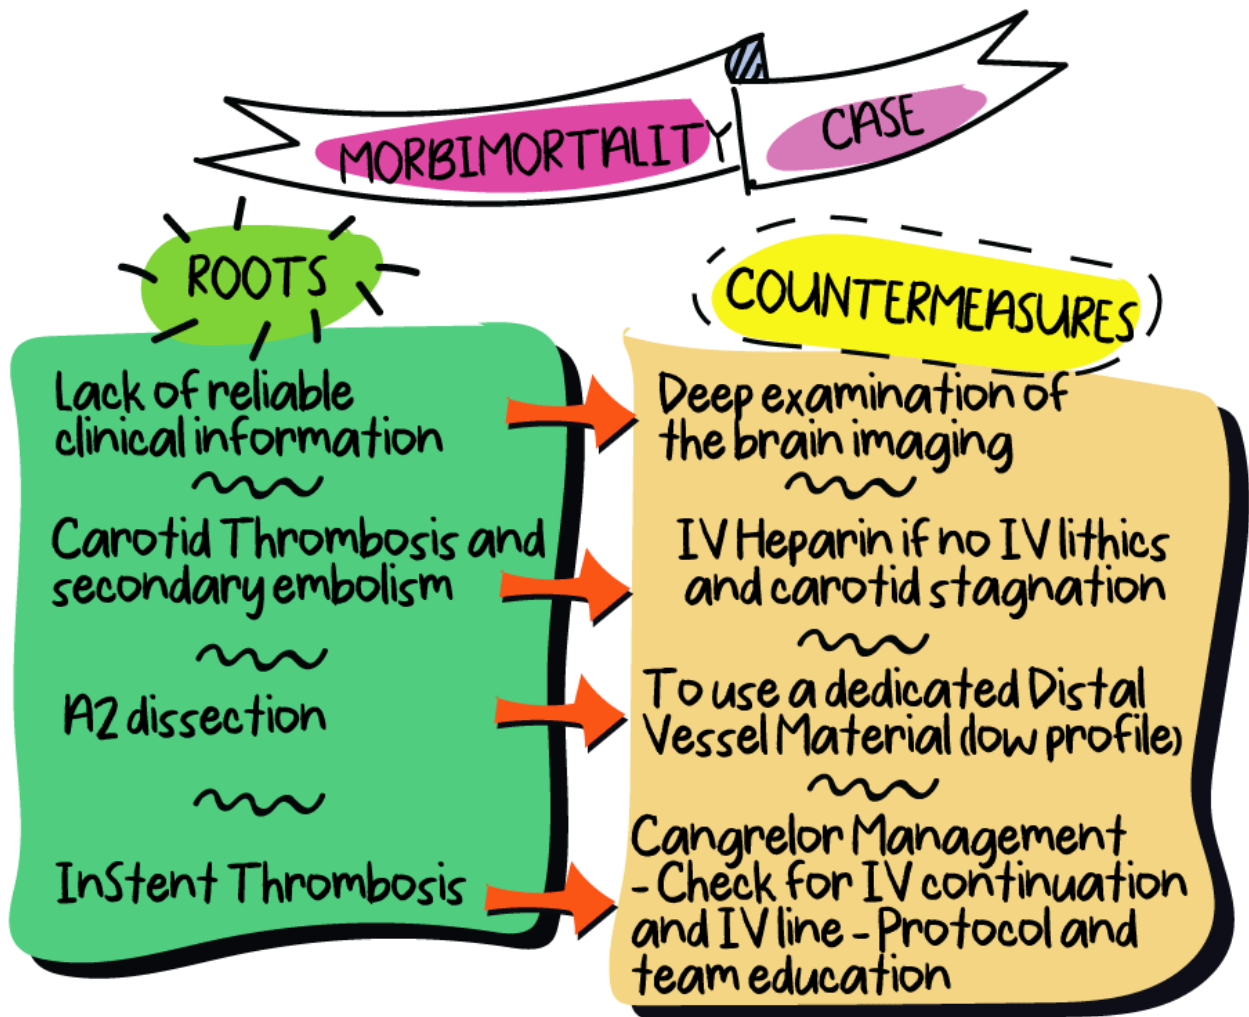 MORBIMORTALITY CASE
ROOTS
Lack of reliable
clinical information
Carotid Thrombosis and
secondary embolism
A2 dissection
InStent Thrombosis
COUNTERMEASURES
Deep examination of
the brain imaging
IV Heparin if no IV lithics
and carotid stagnation
To use a dedicated Distal
Vessel Material (low profile)
Cangrelor Management
- Check for IV continuation
and IV line - Protocol and
team education